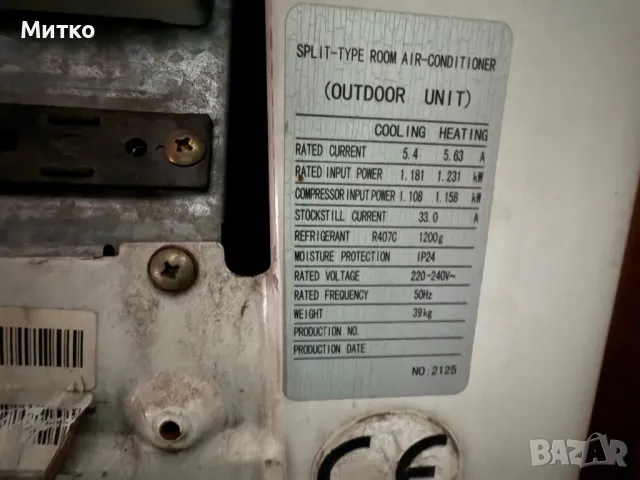 Митко
SPLIT-TYPE ROOM AIR-CONDITIONER
(OUTDOOR UNIT)
COOLING HEATING
RATED CURRENT 5.4 5.63 A
RATED INPUT POWER 1.181 1.231 kW
COMPRESSOR INPUT POWER 1.108 1.158 kW
STOCKSTILL CURRENT 33.0 A
REFRIGERANT R407C 1200g
MOISTURE PROTECTION IP24
RATED VOLTAGE 220-240V~
RATED FREQUENCY 50Hz
WEIGHT 39kg
PRODUCTION NO.
PRODUCTION DATE
NO:2125
CE
BAZAR